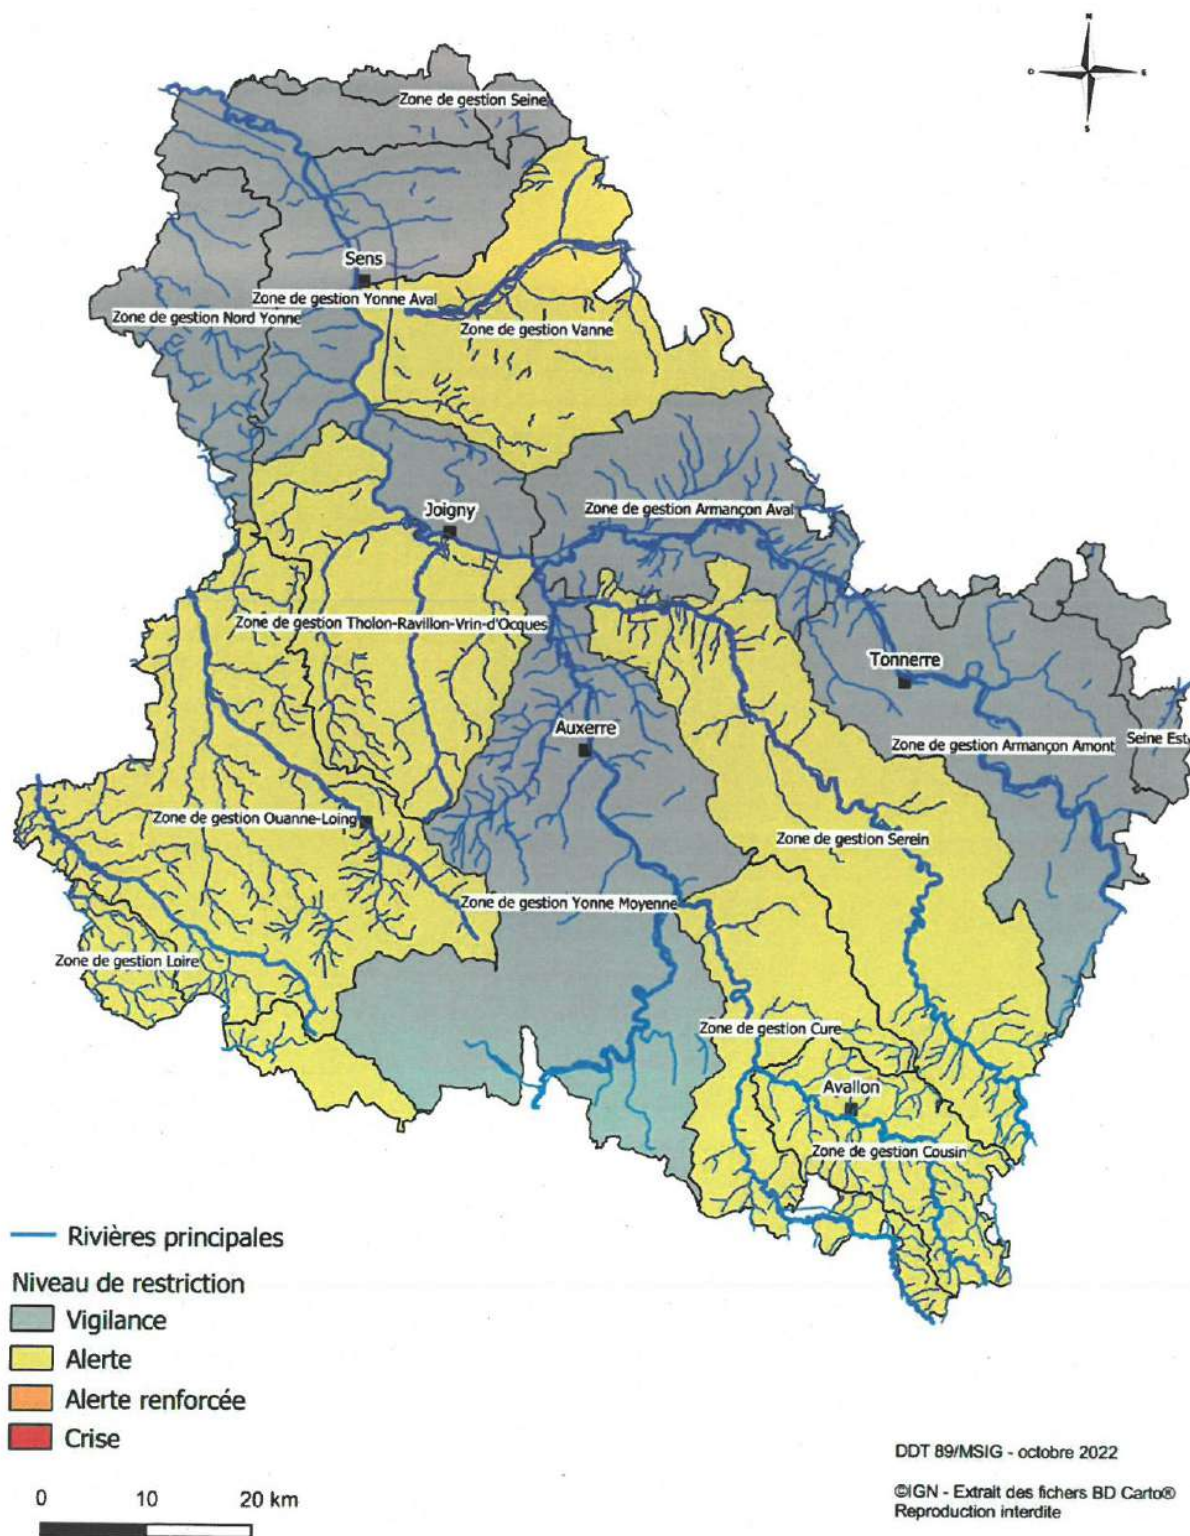 N
O
E
S
Zone de gestion Seine
Sens
Zone de gestion Yonne Aval
Zone de gestion Nord Yonne
Zone de gestion Vanne
Joigny
Zone de gestion Armançon Aval
Zone de gestion Tholon-Ravillon-Vrin-d'Ocques
Tonnerre
Auxerre
Zone de gestion Armançon Amont
Seine Est
Zone de gestion Ouanne-Loing
Zone de gestion Serein
Zone de gestion Yonne Moyenne
Zone de gestion Loire
Zone de gestion Cure
Avallon
Zone de gestion Cousin
Rivières principales
Niveau de restriction
Vigilance
Alerte
Alerte renforcée
Crise
DDT 89/MSIG - octobre 2022
©IGN - Extrait des fichers BD Carto®
Reproduction interdite
0 10 20 km